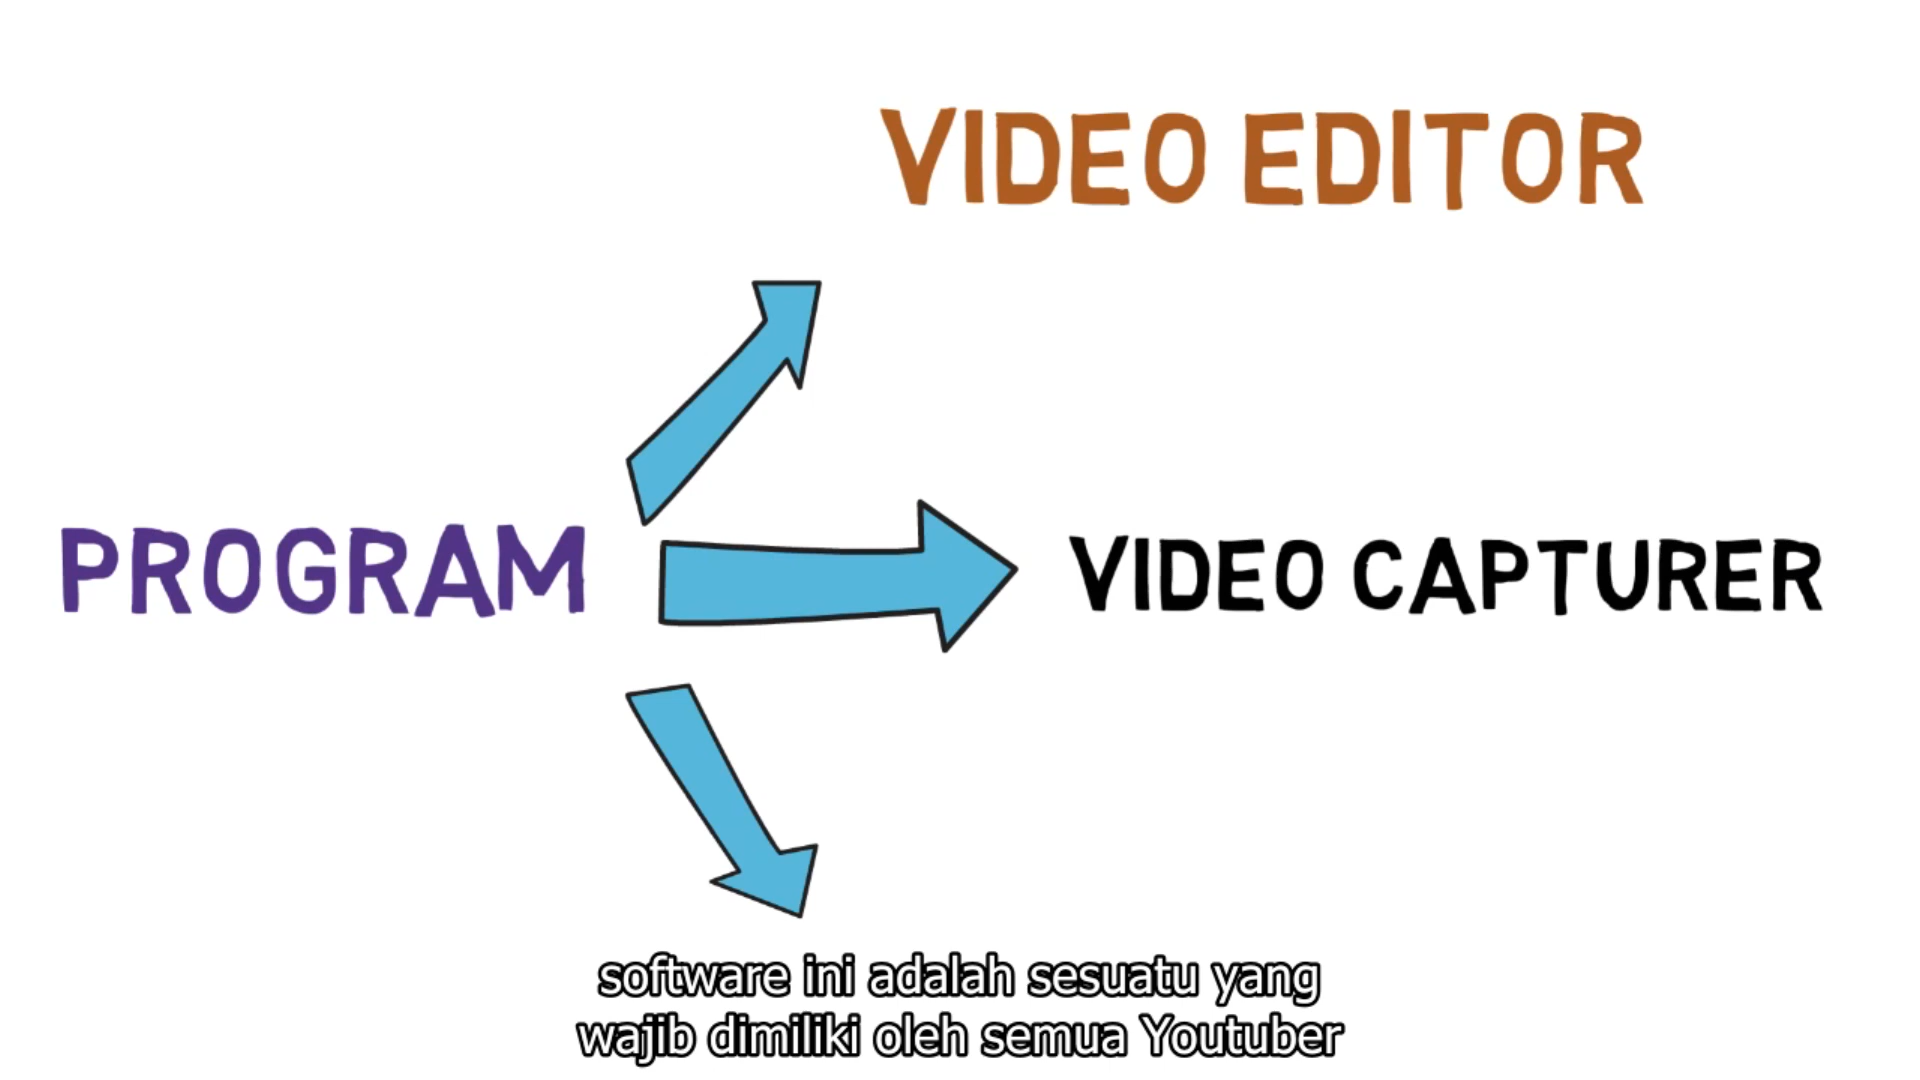 VIDEO EDITOR
PROGRAM
VIDEO CAPTURER
software ini adalah sesuatu yang
wajib dimiliki oleh semua Youtuber